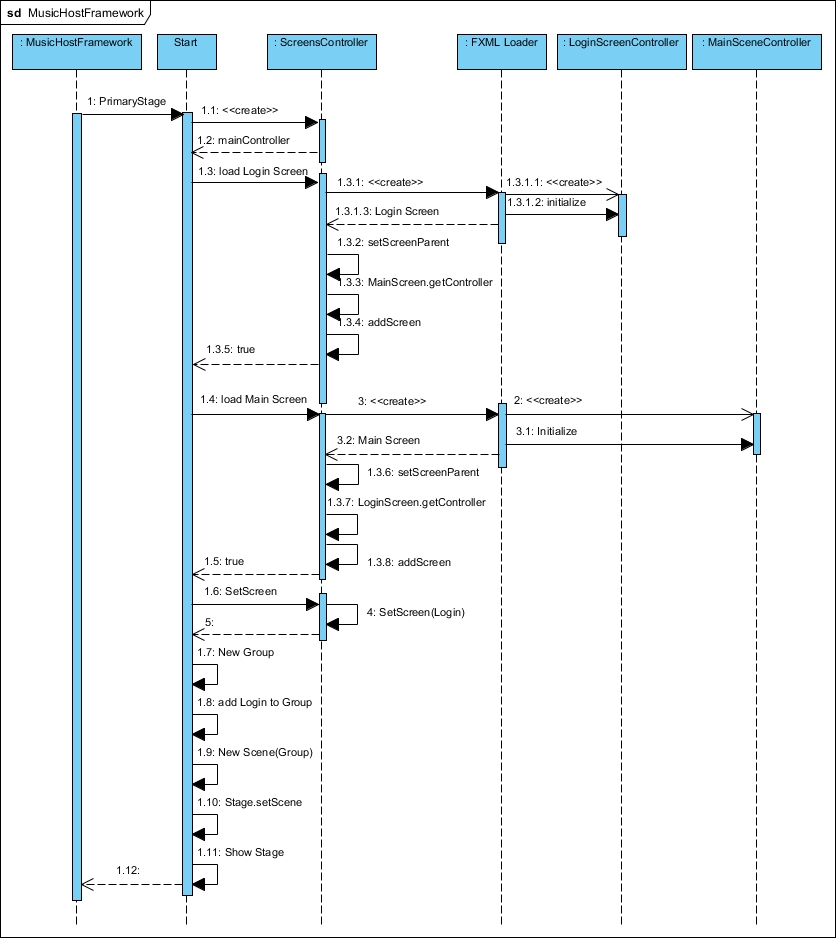 sd MusicHostFramework
: MusicHostFramework
Start
: ScreensController
: FXML Loader
: LoginScreenController
: MainSceneController
1: PrimaryStage
1.1: <<create>>
1.2: mainController
1.3: load Login Screen
1.3.1: <<create>>
1.3.1.1: <<create>>
1.3.1.2: initialize
1.3.1.3: Login Screen
1.3.2: setScreenParent
1.3.3: MainScreen.getController
1.3.4: addScreen
1.3.5: true
1.4: load Main Screen
3: <<create>>
2: <<create>>
3.1: Initialize
3.2: Main Screen
1.3.6: setScreenParent
1.3.7: LoginScreen.getController
1.5: true
1.3.8: addScreen
1.6: SetScreen
4: SetScreen(Login)
5:
1.7: New Group
1.8: add Login to Group
1.9: New Scene(Group)
1.10: Stage.setScene
1.11: Show Stage
1.12: